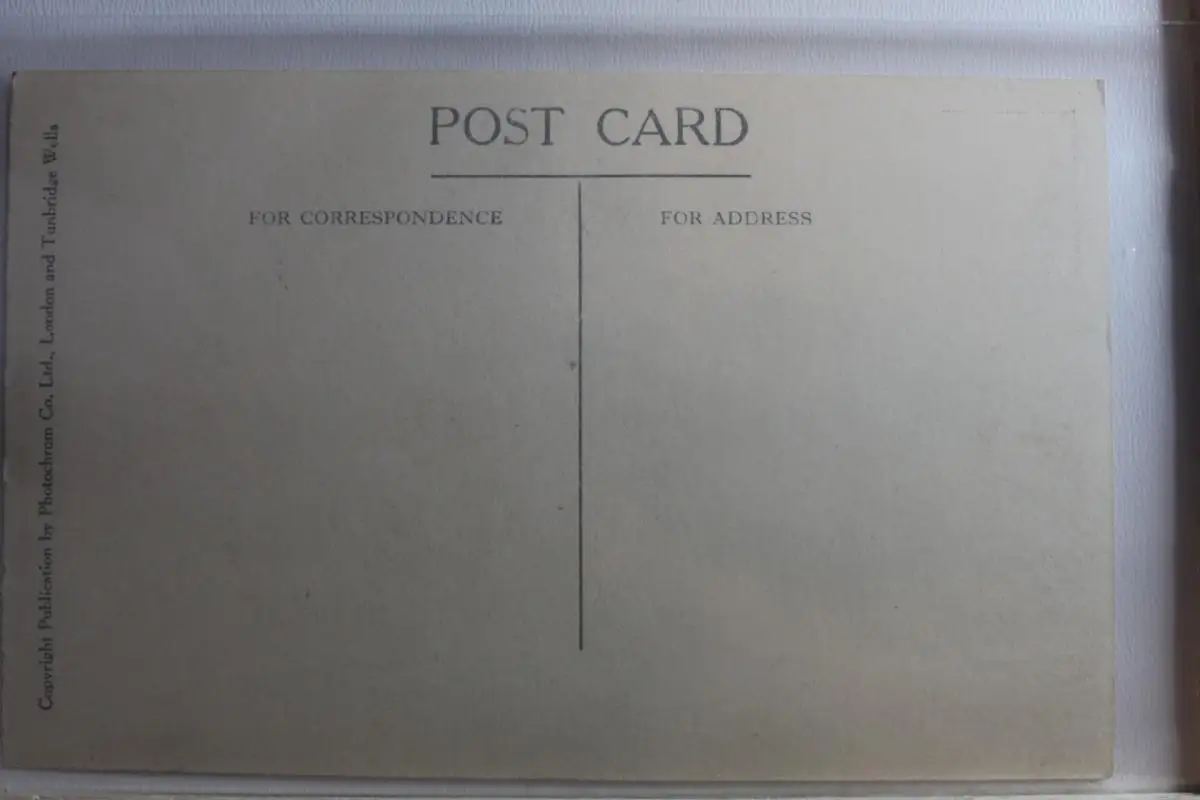 POST CARD
FOR CORRESPONDENCE
FOR ADDRESS
Copyright Publication by Photochrom Co. Ltd., London and Tunbridge Wells